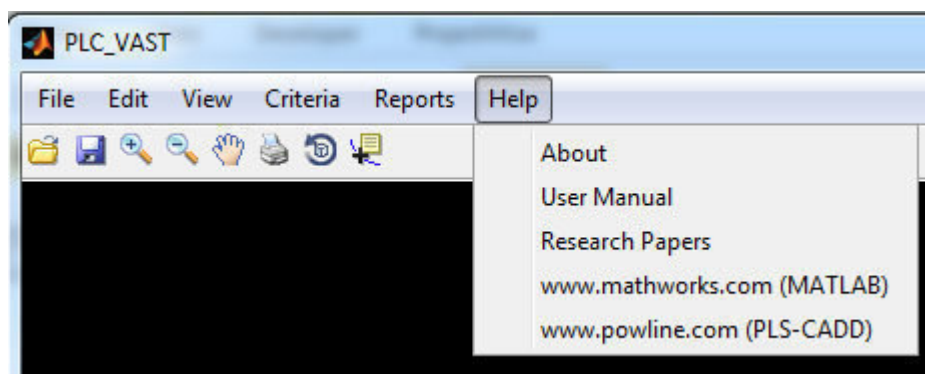 PLC_VAST
File Edit View Criteria Reports Help
About
User Manual
Research Papers
www.mathworks.com (MATLAB)
www.powline.com (PLS-CADD)